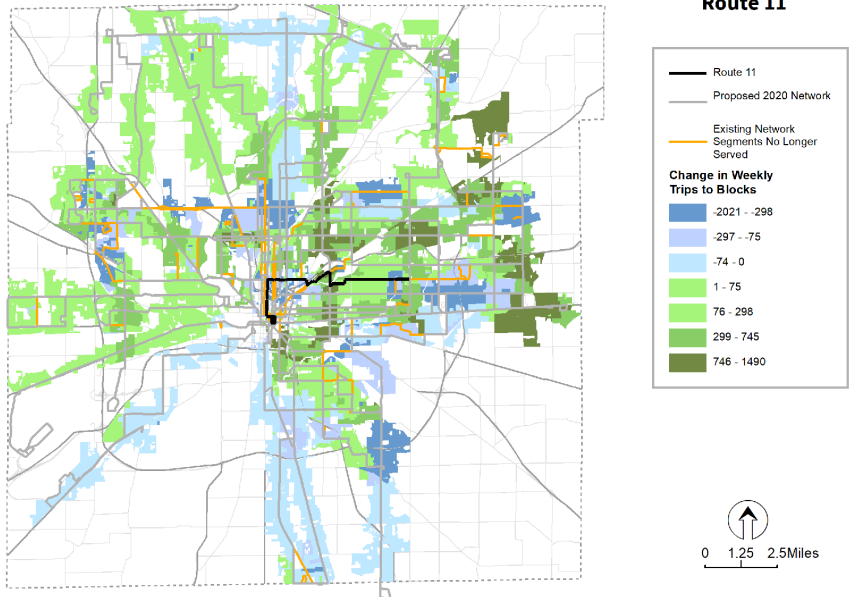 Route 11
Route 11
Proposed 2020 Network
Existing Network
Segments No Longer
Served
Change in Weekly
Trips to Blocks
-2021 - -298
-297 - -75
-74 - 0
1 - 75
76 - 298
299 - 745
746 - 1490
0 1.25 2.5Miles